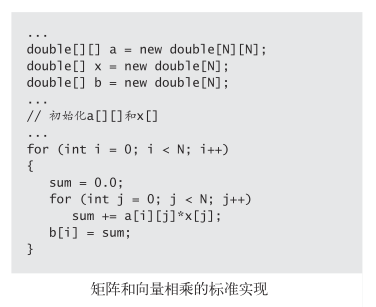 ...
double[][] a = new double[N][N];
double[] x = new double[N];
double[] b = new double[N];
...
// 初始化a[][]和x[]
...
for (int i = 0; i < N; i++)
{
   sum = 0.0;
   for (int j = 0; j < N; j++)
      sum += a[i][j]*x[j];
   b[i] = sum;
}
矩阵和向量相乘的标准实现